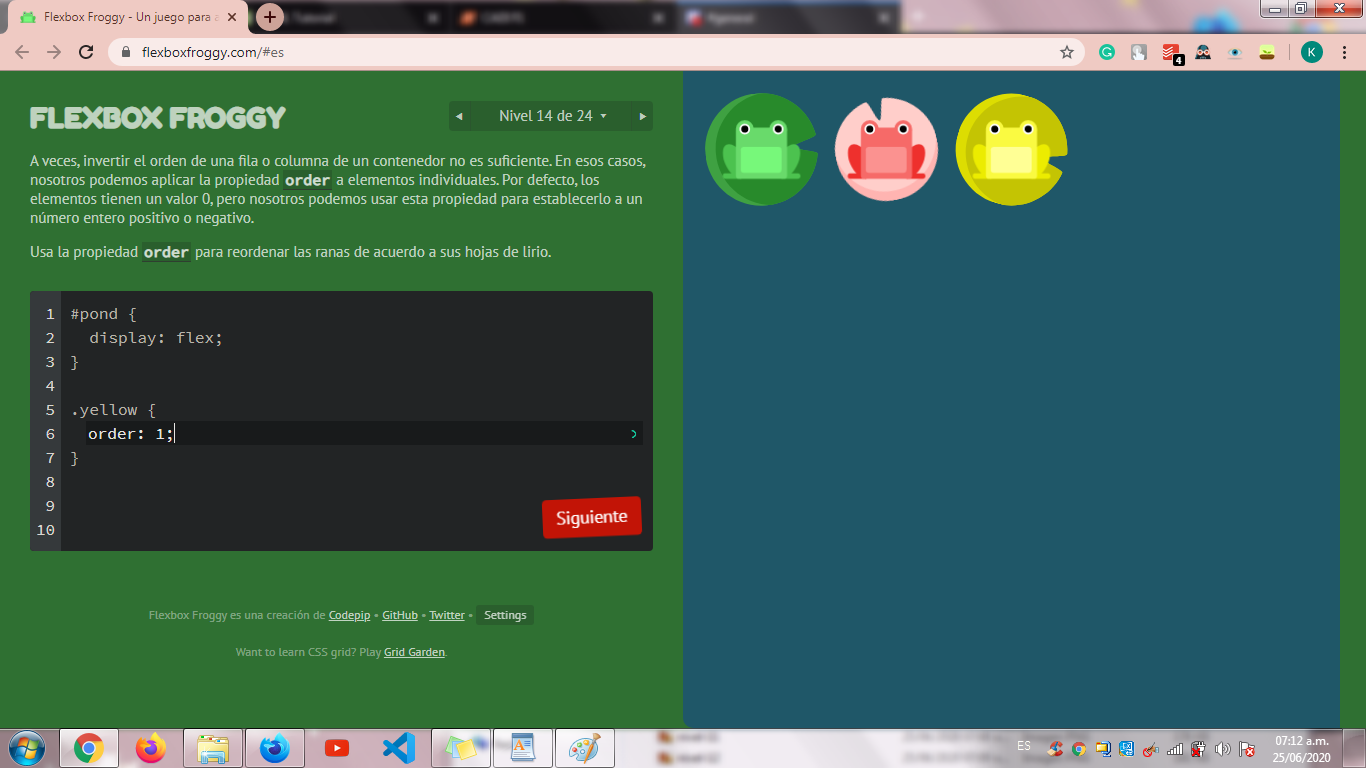 Flexbox Froggy - Un juego para a
Tutorial
flexboxfroggy.com/#es
4
K
FLEXBOX FROGGY
Nivel 14 de 24
A veces, invertir el orden de una fila o columna de un contenedor no es suficiente. En esos casos,
nosotros podemos aplicar la propiedad order a elementos individuales. Por defecto, los
elementos tienen un valor 0, pero nosotros podemos usar esta propiedad para establecerlo a un
número entero positivo o negativo.
Usa la propiedad order para reordenar las ranas de acuerdo a sus hojas de lirio.
1 #pond {
2 display: flex;
3 }
4
5 .yellow {
6 order: 1;
7 }
8
9
10
Siguiente
Flexbox Froggy es una creación de Codepip • GitHub • Twitter • Settings
Want to learn CSS grid? Play Grid Garden.
ES
07:12 a.m.
25/06/2020